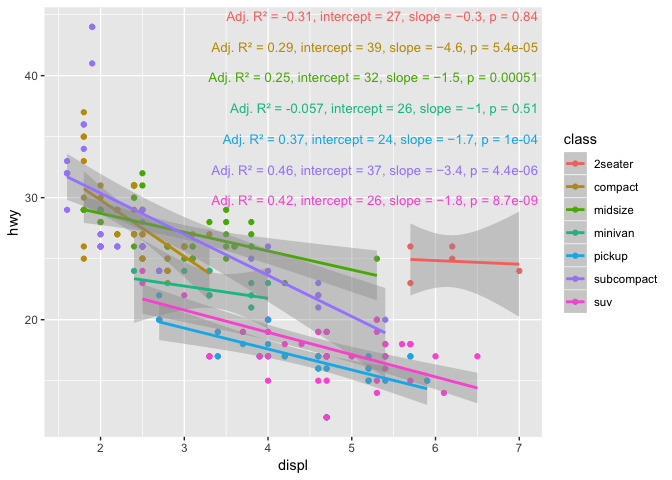 Adj. R² = -0.31, intercept = 27, slope = −0.3, p = 0.84
Adj. R² = 0.29, intercept = 39, slope = −4.6, p = 5.4e-05
Adj. R² = 0.25, intercept = 32, slope = −1.5, p = 0.00051
Adj. R² = -0.057, intercept = 26, slope = −1, p = 0.51
Adj. R² = 0.37, intercept = 24, slope = −1.7, p = 1e-04
Adj. R² = 0.46, intercept = 37, slope = −3.4, p = 4.4e-06
Adj. R² = 0.42, intercept = 26, slope = −1.8, p = 8.7e-09
40
30
20
hwy
2
3
4
5
6
7
displ
class
2seater
compact
midsize
minivan
pickup
subcompact
suv